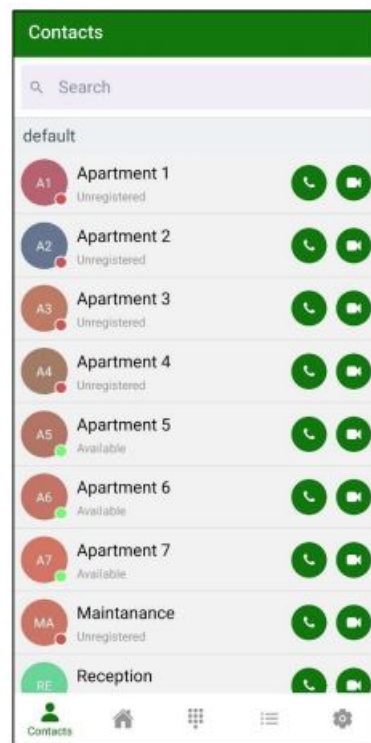 Contacts
Search
default
A1 Apartment 1
Unregistered
A2 Apartment 2
Unregistered
A3 Apartment 3
Unregistered
A4 Apartment 4
Unregistered
A5 Apartment 5
Available
A6 Apartment 6
Available
A7 Apartment 7
Available
MA Maintanance
Unregistered
RE Reception
Contacts